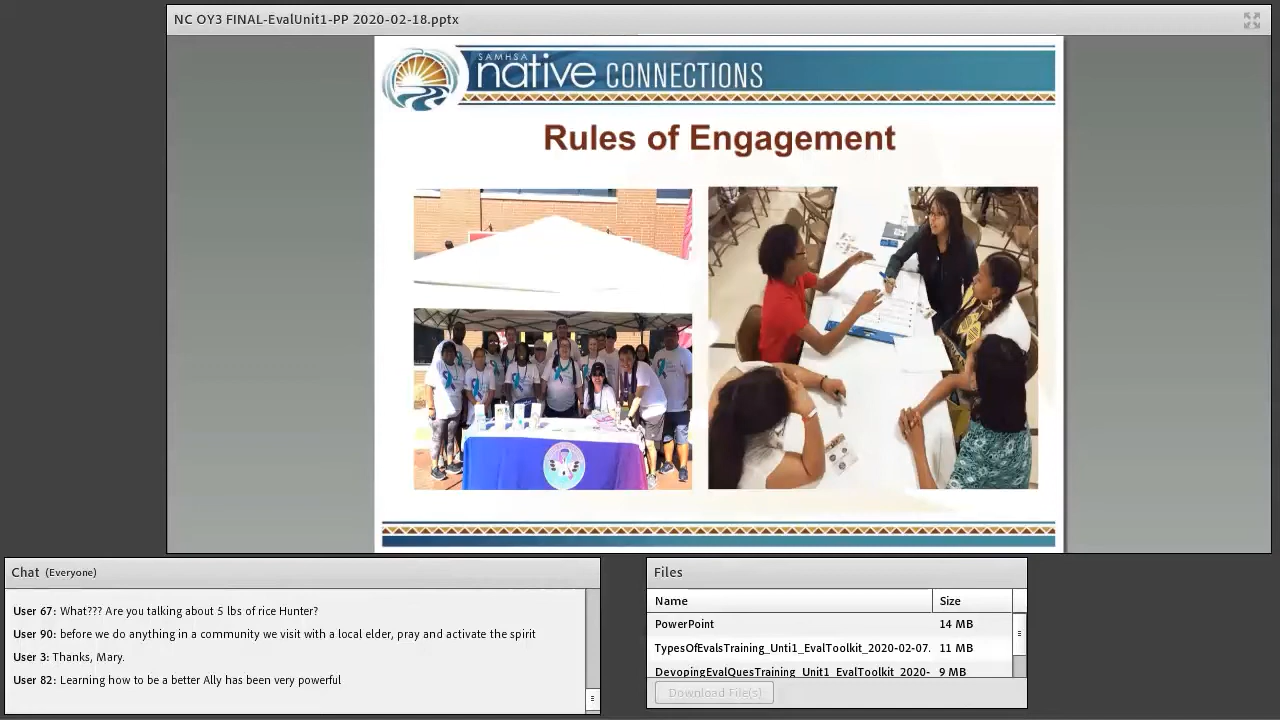 NC OY3 FINAL-EvalUnit1-PP 2020-02-18.pptx
SAMHSA
native CONNECTIONS
Rules of Engagement
Chat (Everyone)
User 67: What??? Are you talking about 5 lbs of rice Hunter?
User 90: before we do anything in a community we visit with a local elder, pray and activate the spirit
User 3: Thanks, Mary.
User 82: Learning how to be a better Ally has been very powerful
Files
Name Size
PowerPoint 14 MB
TypesOfEvalsTraining_Unti1_EvalToolkit_2020-02-07. 11 MB
DevopingEvalQuesTraining_Unit1_EvalToolkit_2020- 9 MB
Download File(s)